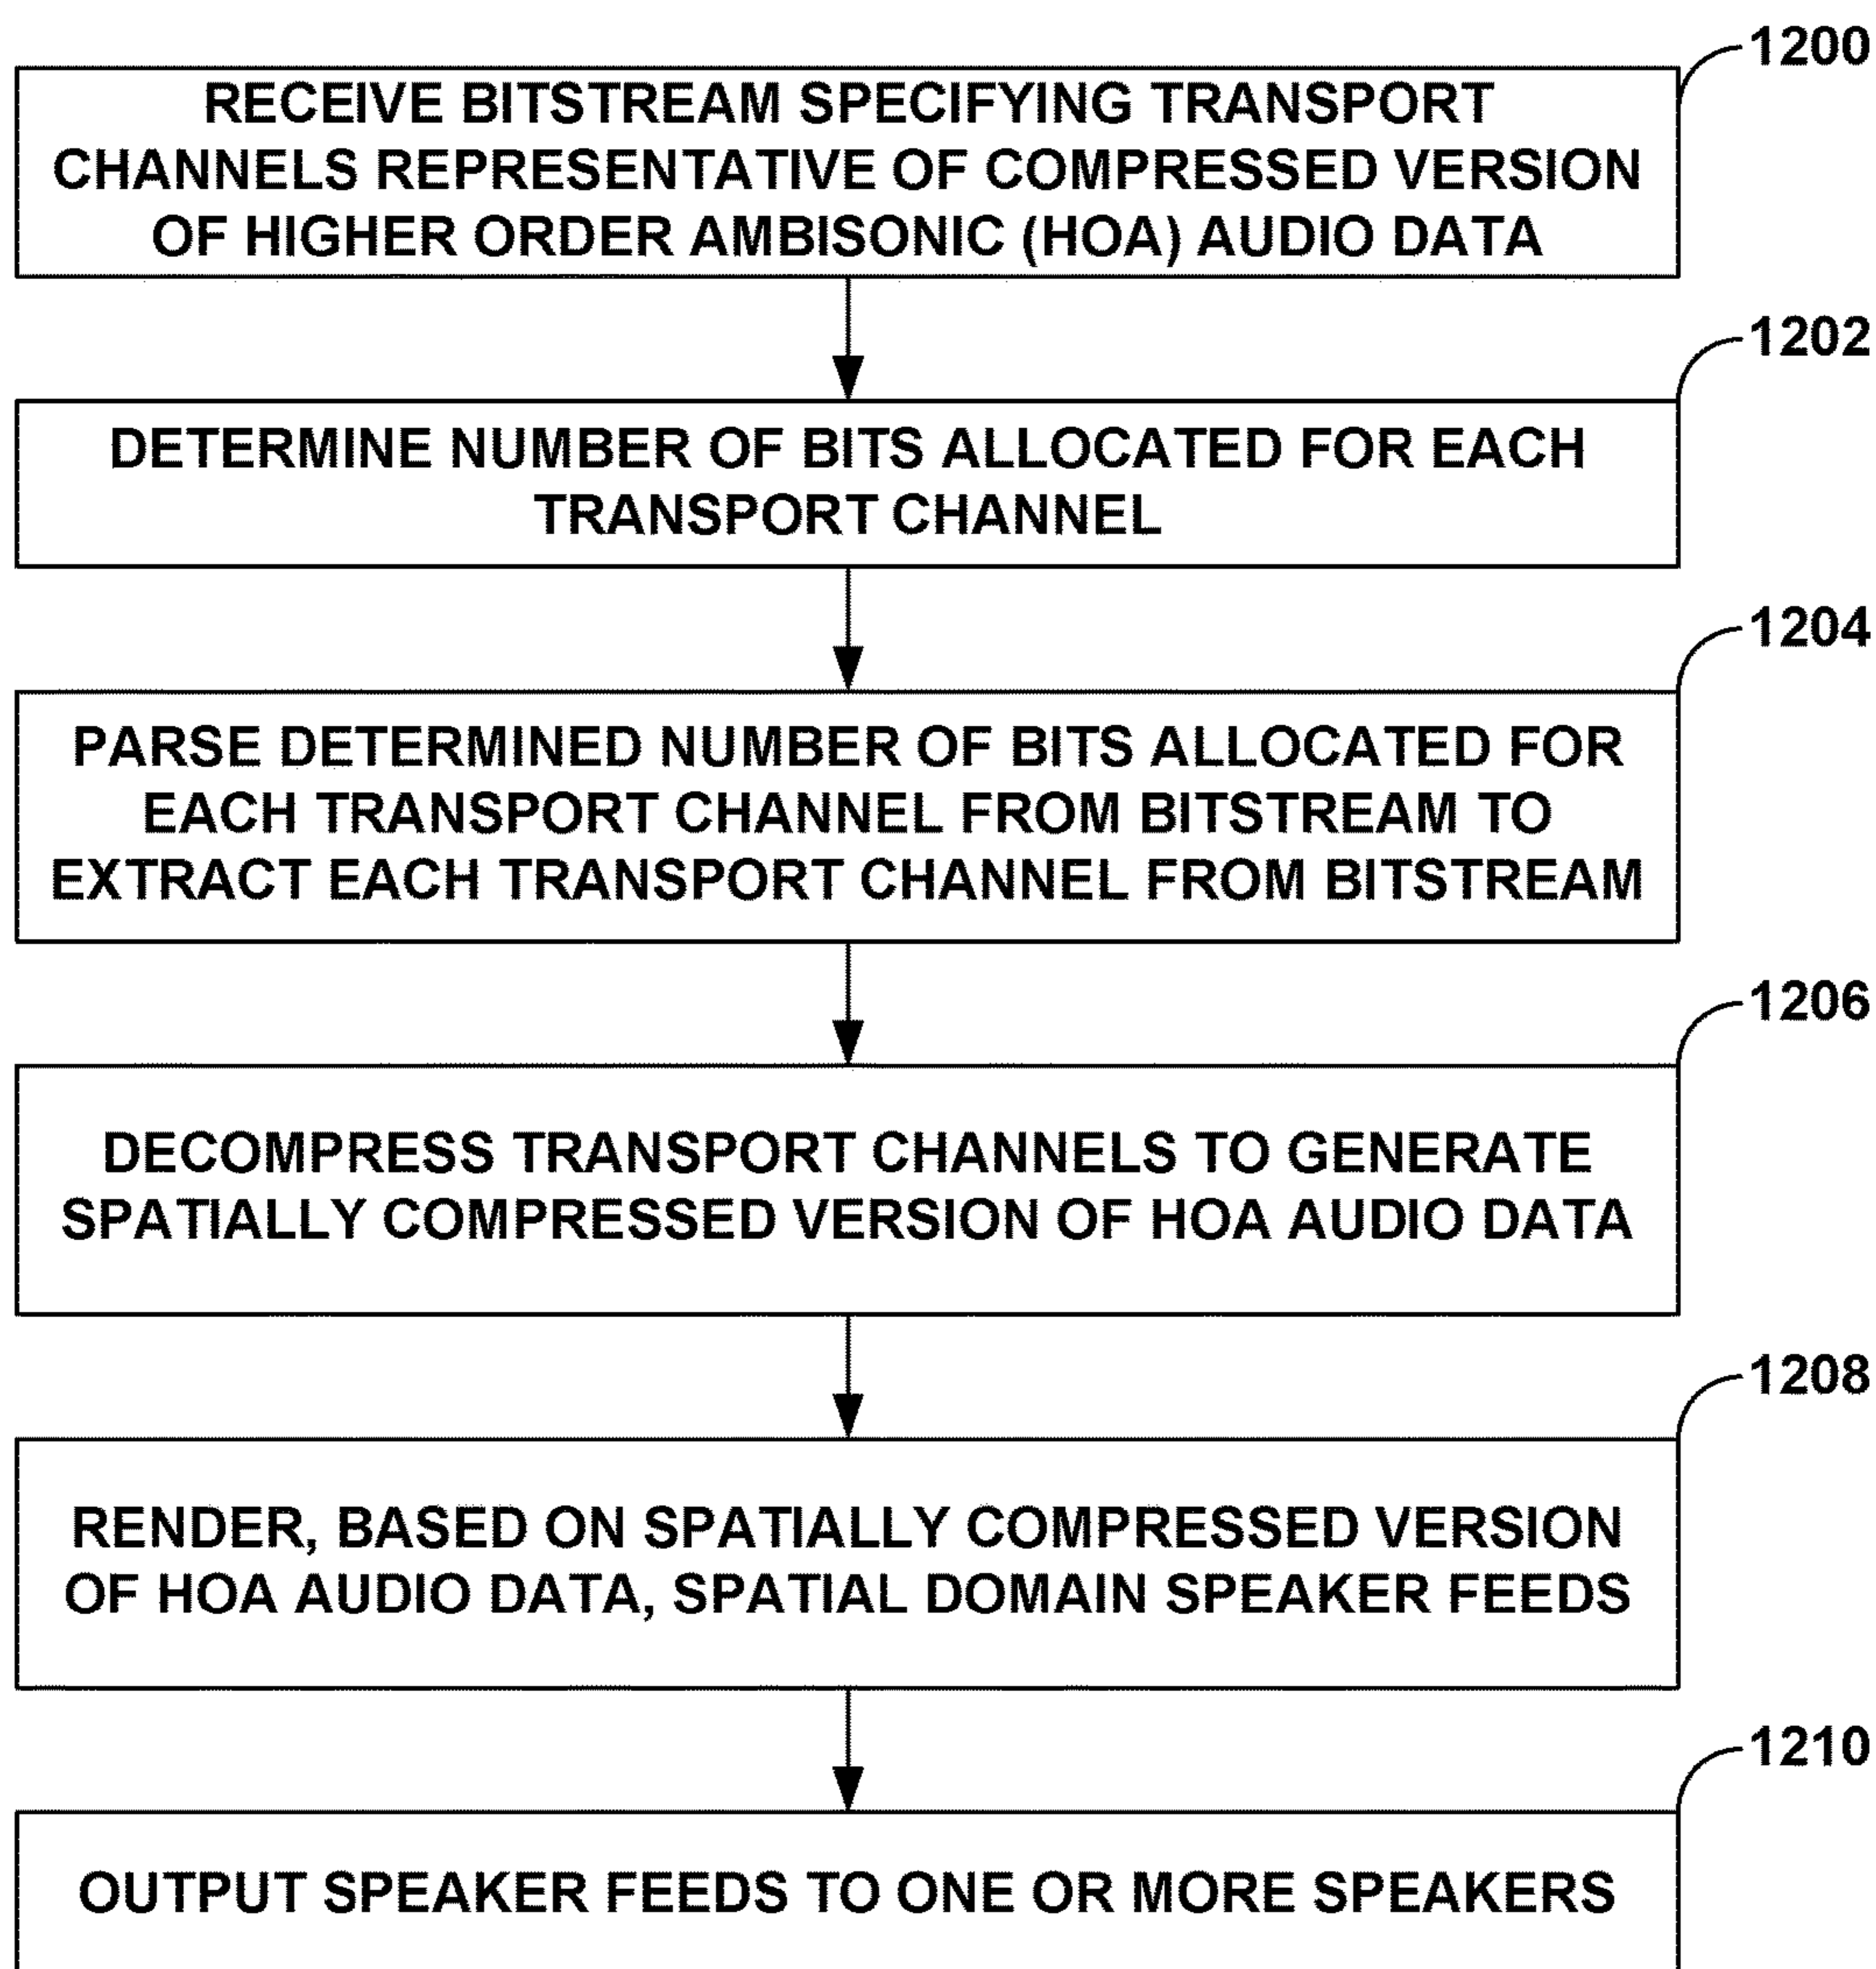 1200
RECEIVE BITSTREAM SPECIFYING TRANSPORT
CHANNELS REPRESENTATIVE OF COMPRESSED VERSION
OF HIGHER ORDER AMBISONIC (HOA) AUDIO DATA
1202
DETERMINE NUMBER OF BITS ALLOCATED FOR EACH
TRANSPORT CHANNEL
1204
PARSE DETERMINED NUMBER OF BITS ALLOCATED FOR
EACH TRANSPORT CHANNEL FROM BITSTREAM TO
EXTRACT EACH TRANSPORT CHANNEL FROM BITSTREAM
1206
DECOMPRESS TRANSPORT CHANNELS TO GENERATE
SPATIALLY COMPRESSED VERSION OF HOA AUDIO DATA
1208
RENDER, BASED ON SPATIALLY COMPRESSED VERSION
OF HOA AUDIO DATA, SPATIAL DOMAIN SPEAKER FEEDS
1210
OUTPUT SPEAKER FEEDS TO ONE OR MORE SPEAKERS